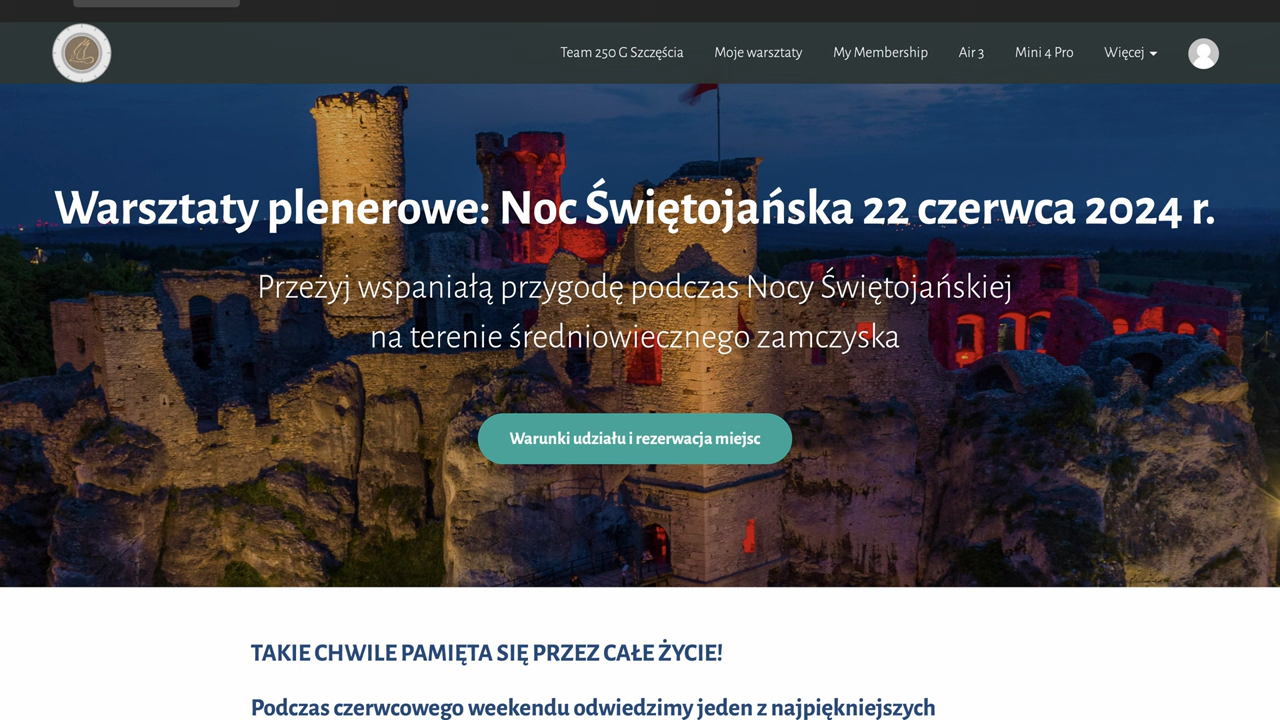 Team 250 G Szczęścia Moje warsztaty My Membership Air 3 Mini 4 Pro Więcej
Warsztaty plenerowe: Noc Świętojańska 22 czerwca 2024 r.
Przeżyj wspaniałą przygodę podczas Nocy Świętojańskiej
na terenie średniowiecznego zamczyska
Warunki udziału i rezerwacja miejsc
TAKIE CHWILE PAMIĘTA SIĘ PRZEZ CAŁE ŻYCIE!
Podczas czerwcowego weekendu odwiedzimy jeden z najpiękniejszych